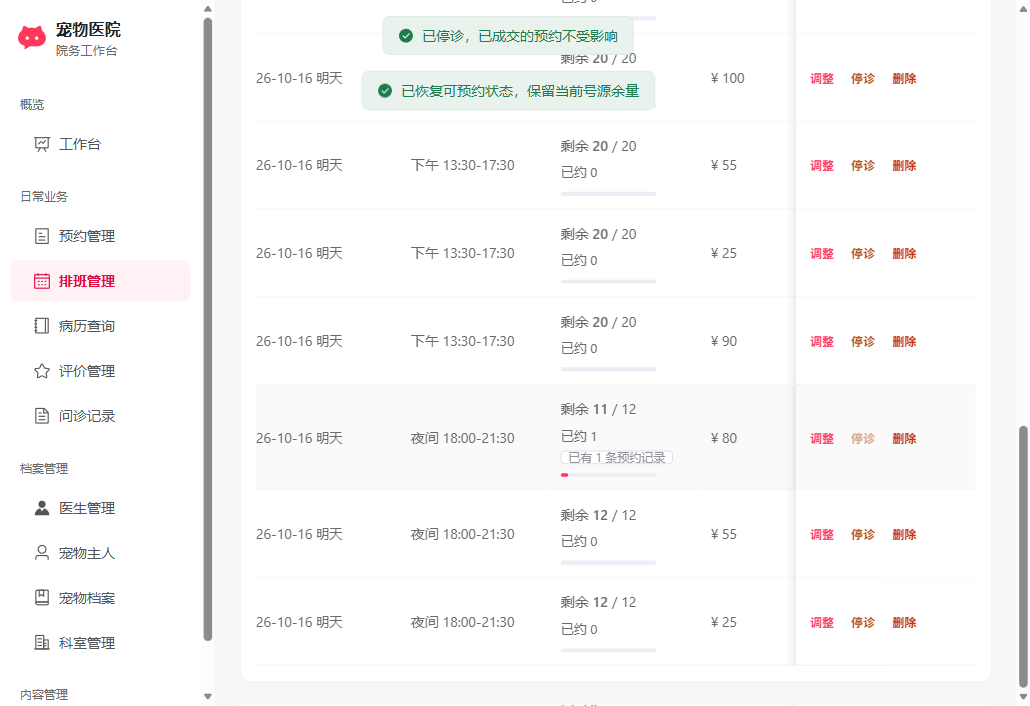 宠物医院
院务工作台
概览
工作台
日常业务
预约管理
排班管理
病历查询
评价管理
问诊记录
档案管理
医生管理
宠物主人
宠物档案
科室管理
内容管理
已停诊，已成交的预约不受影响
已恢复可预约状态，保留当前号源余量
26-10-16 明天
剩余 20 / 20
¥ 100
调整 停诊 删除
26-10-16 明天
下午 13:30-17:30
剩余 20 / 20
已约 0
¥ 55
调整 停诊 删除
26-10-16 明天
下午 13:30-17:30
剩余 20 / 20
已约 0
¥ 25
调整 停诊 删除
26-10-16 明天
下午 13:30-17:30
剩余 20 / 20
已约 0
¥ 90
调整 停诊 删除
26-10-16 明天
夜间 18:00-21:30
剩余 11 / 12
已约 1
已有 1 条预约记录
¥ 80
调整 停诊 删除
26-10-16 明天
夜间 18:00-21:30
剩余 12 / 12
已约 0
¥ 55
调整 停诊 删除
26-10-16 明天
夜间 18:00-21:30
剩余 12 / 12
已约 0
¥ 25
调整 停诊 删除